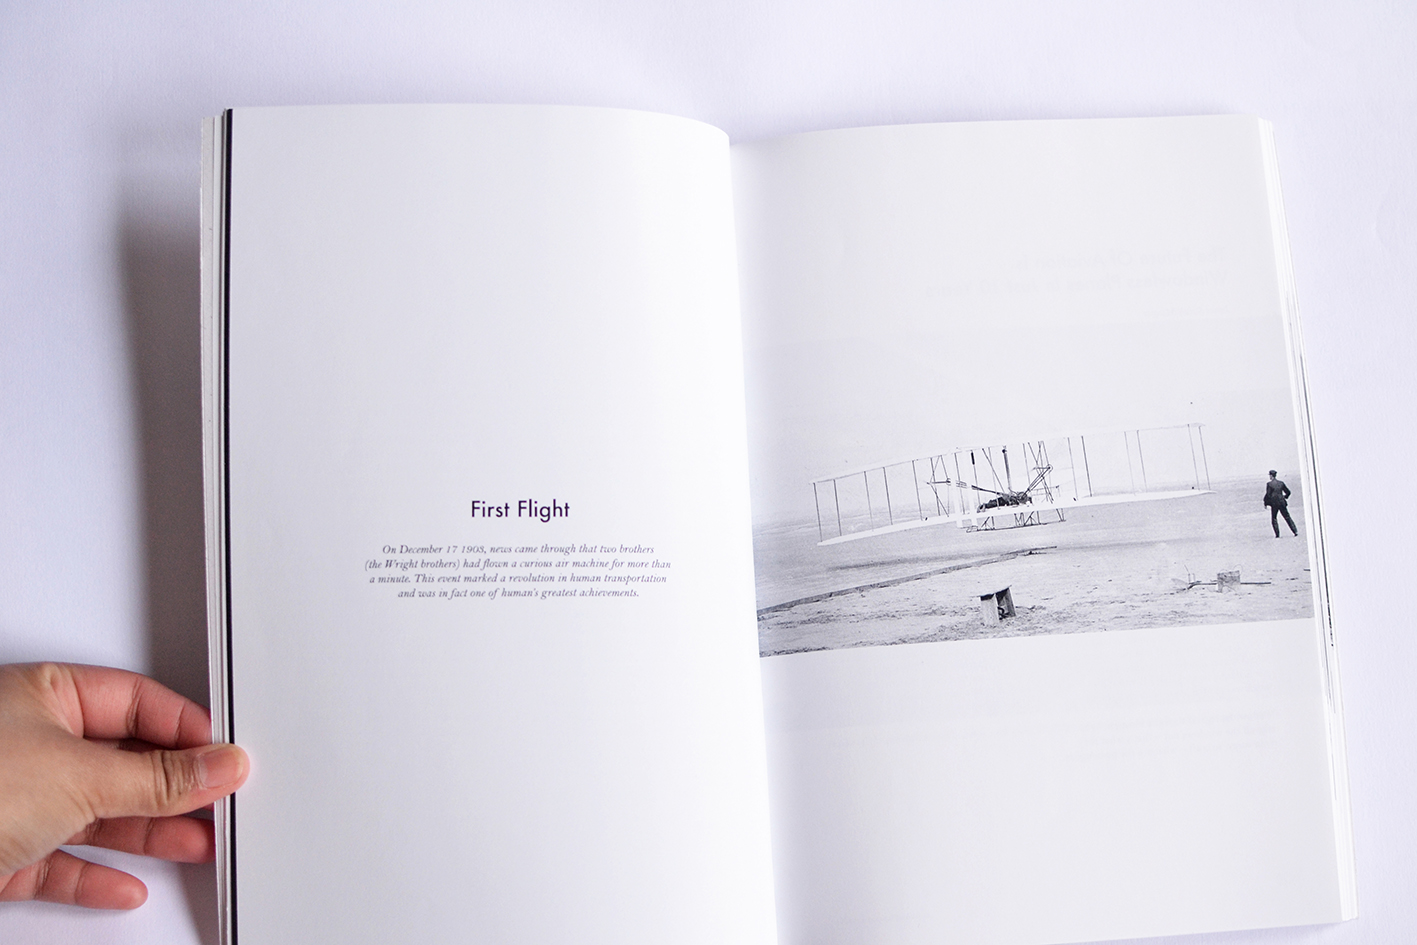 First Flight
On December 17 1903, news came through that two brothers
(the Wright brothers) had flown a curious air machine for more than
a minute. This event marked a revolution in human transportation
and was in fact one of human's greatest achievements.